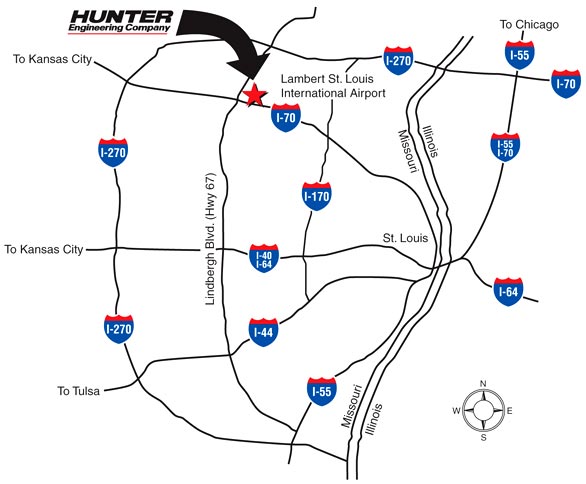 HUNTER
Engineering Company
To Chicago
To Kansas City
I-55
I-270
I-70
Lambert St. Louis
International Airport
I-70
I-270
Illinois
Missouri
I-55
I-70
I-170
Lindbergh Blvd. (Hwy 67)
St. Louis
To Kansas City
I-40
I-64
I-64
I-270
I-44
To Tulsa
I-55
Missouri
Illinois
N
W
E
S